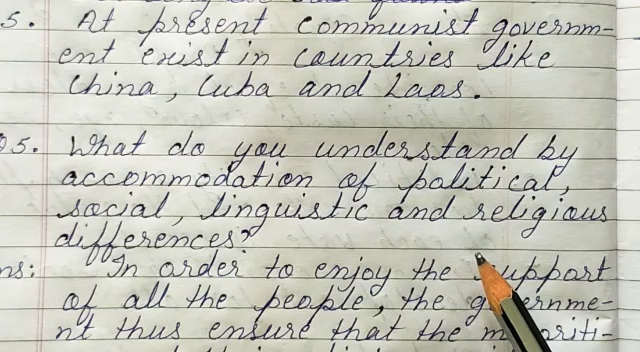 5. At present communist governm-
ent exist in countries like
China, Cuba and Laos.
Q5. What do you understand by
accommodation of political,
social, linguistic and religious
differences?
ns: In order to enjoy the support
of all the people, the governme-
nt thus ensure that the